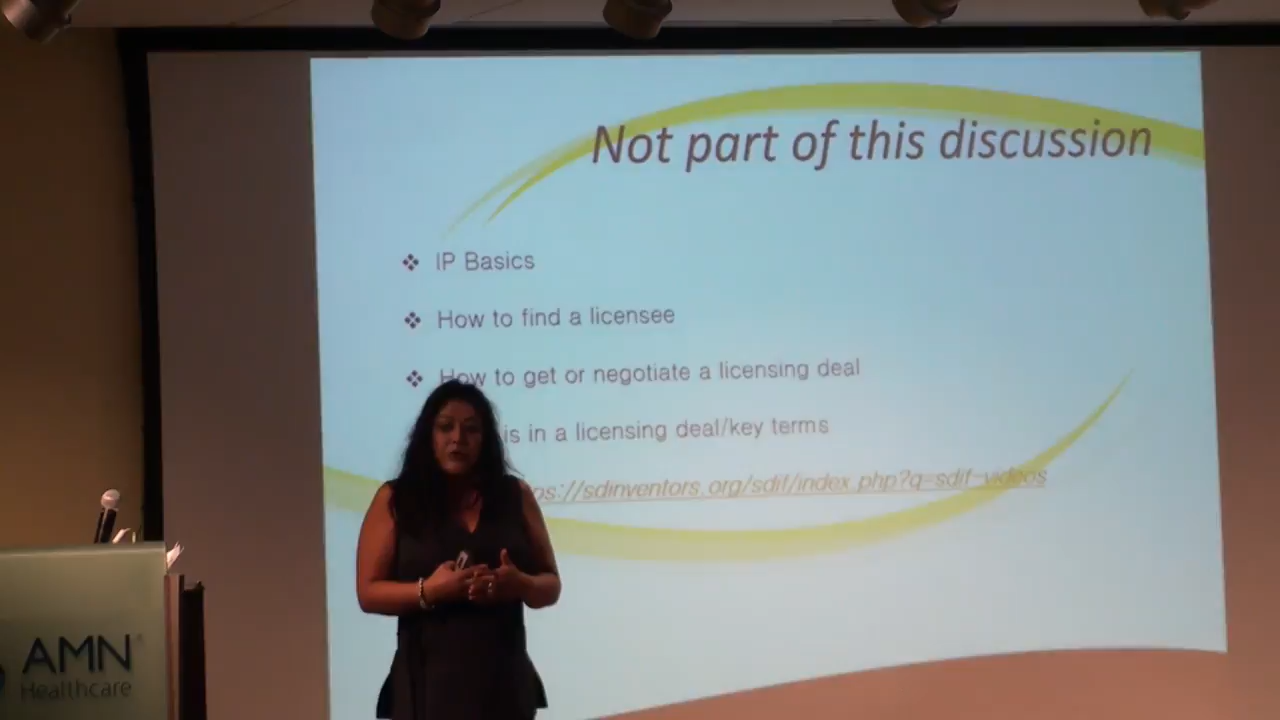 Not part of this discussion
❖ IP Basics
❖ How to find a licensee
❖ How to get or negotiate a licensing deal
is in a licensing deal/key terms
ps://sdinventors.org/sdif/index.php?q=sdif-videos
AMN
Healthcare